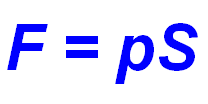 F = pS